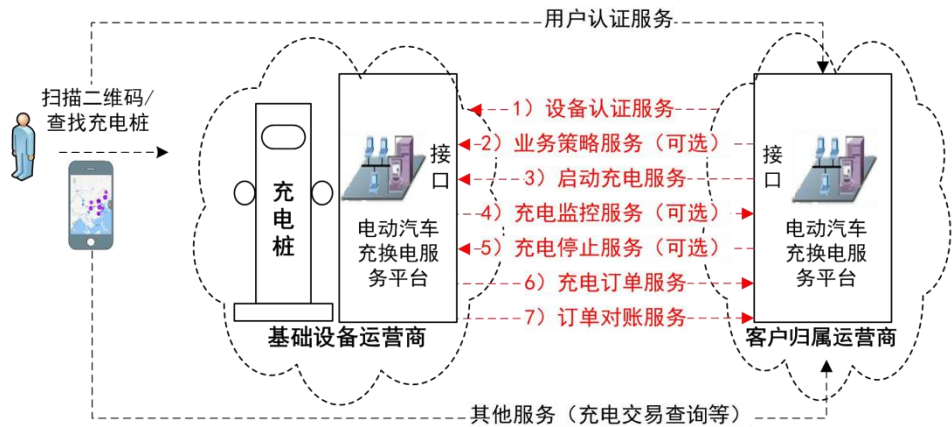 用户认证服务
扫描二维码/
查找充电桩
充电桩
接口
电动汽车
充换电服
务平台
基础设备运营商
1）设备认证服务
2）业务策略服务（可选）
3）启动充电服务
4）充电监控服务（可选）
5）充电停止服务（可选）
6）充电订单服务
7）订单对账服务
接口
电动汽车
充换电服
务平台
客户归属运营商
其他服务（充电交易查询等）